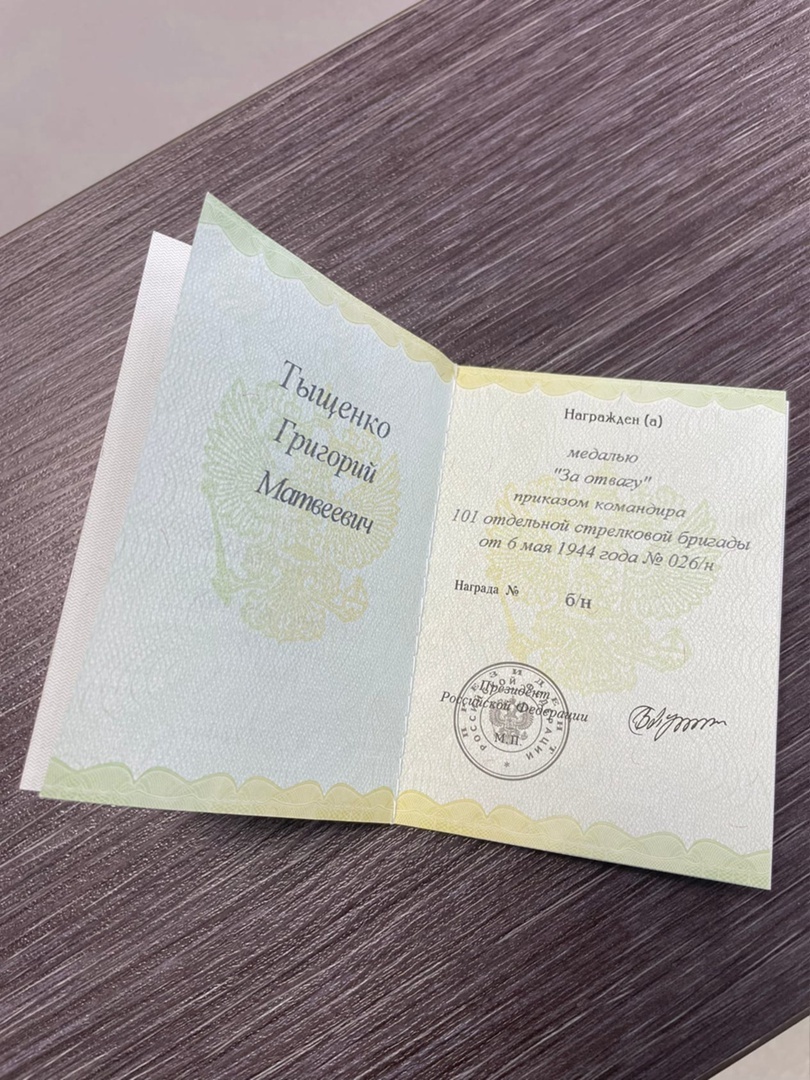 Тыщенко
Григорий
Матвеевич
Награжден (а)
медалью
"За отвагу"
приказом командира
101 отдельной стрелковой бригады
от 6 мая 1944 года № 026/н
Награда № б/н
Президент
Российской Федерации
М.П.